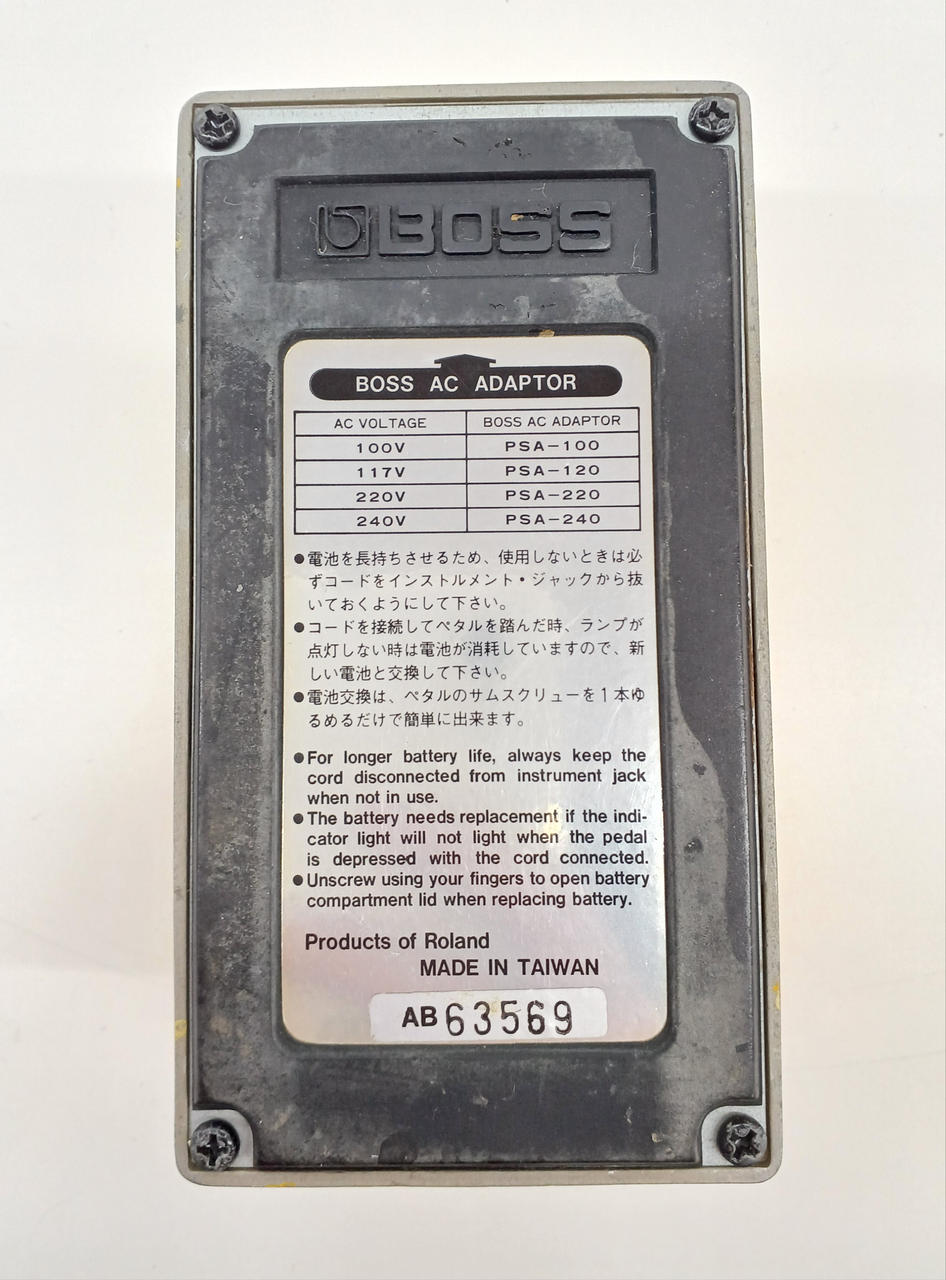 BOSS
BOSS AC ADAPTOR
AC VOLTAGE BOSS AC ADAPTOR
100V PSA-100
117V PSA-120
220V PSA-220
240V PSA-240
●電池を長持ちさせるため、使用しないときは必
ずコードをインストルメント・ジャックから抜
いておくようにして下さい。
●コードを接続してペタルを踏んだ時、ランプが
点灯しない時は電池が消耗していますので、新
しい電池と交換して下さい。
●電池交換は、ペタルのサムスクリューを1本ゆ
るめるだけで簡単に出来ます。
●For longer battery life, always keep the
cord disconnected from instrument jack
when not in use.
●The battery needs replacement if the indi-
cator light will not light when the pedal
is depressed with the cord connected.
●Unscrew using your fingers to open battery
compartment lid when replacing battery.
Products of Roland
MADE IN TAIWAN
AB63569